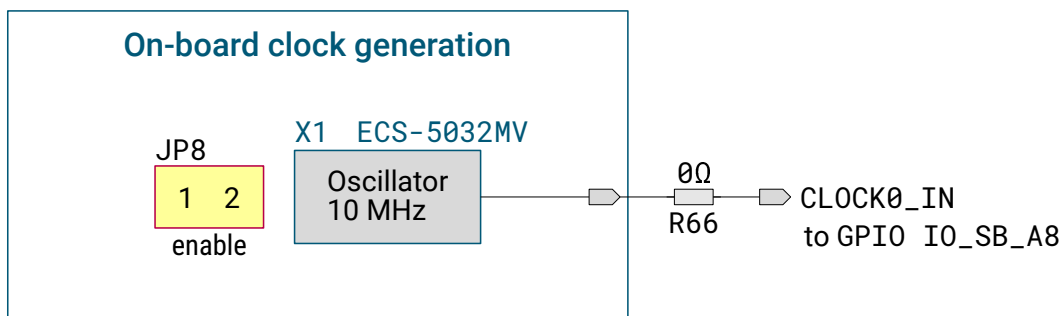 On-board clock generation
X1 ECS-5032MV
JP8
1 2
enable
Oscillator
10 MHz
0Ω
R66
CLOCK0_IN
to GPIO IO_SB_A8